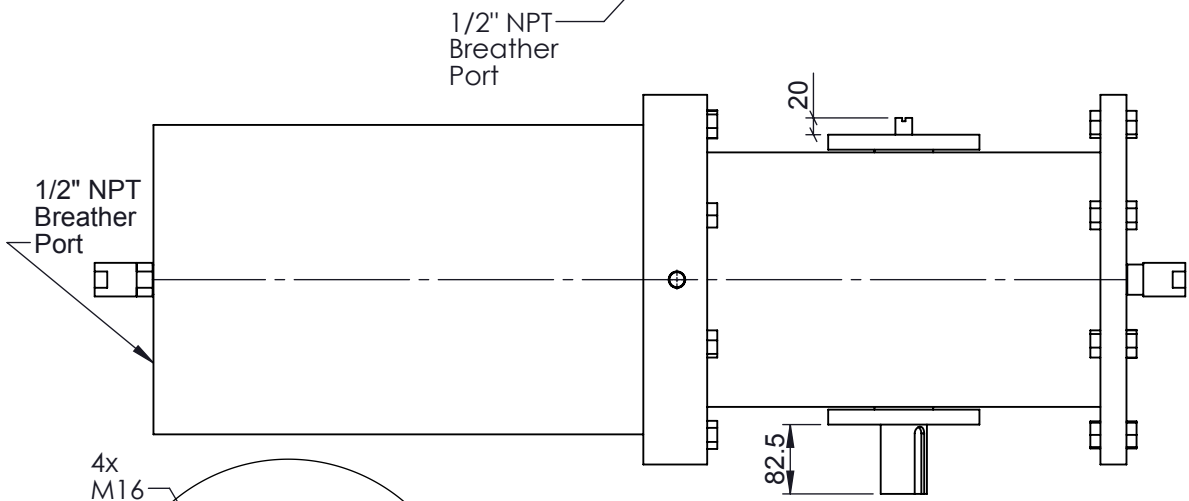 1/2" NPT
Breather
Port
20
1/2" NPT
Breather
Port
82.5
4x
M16